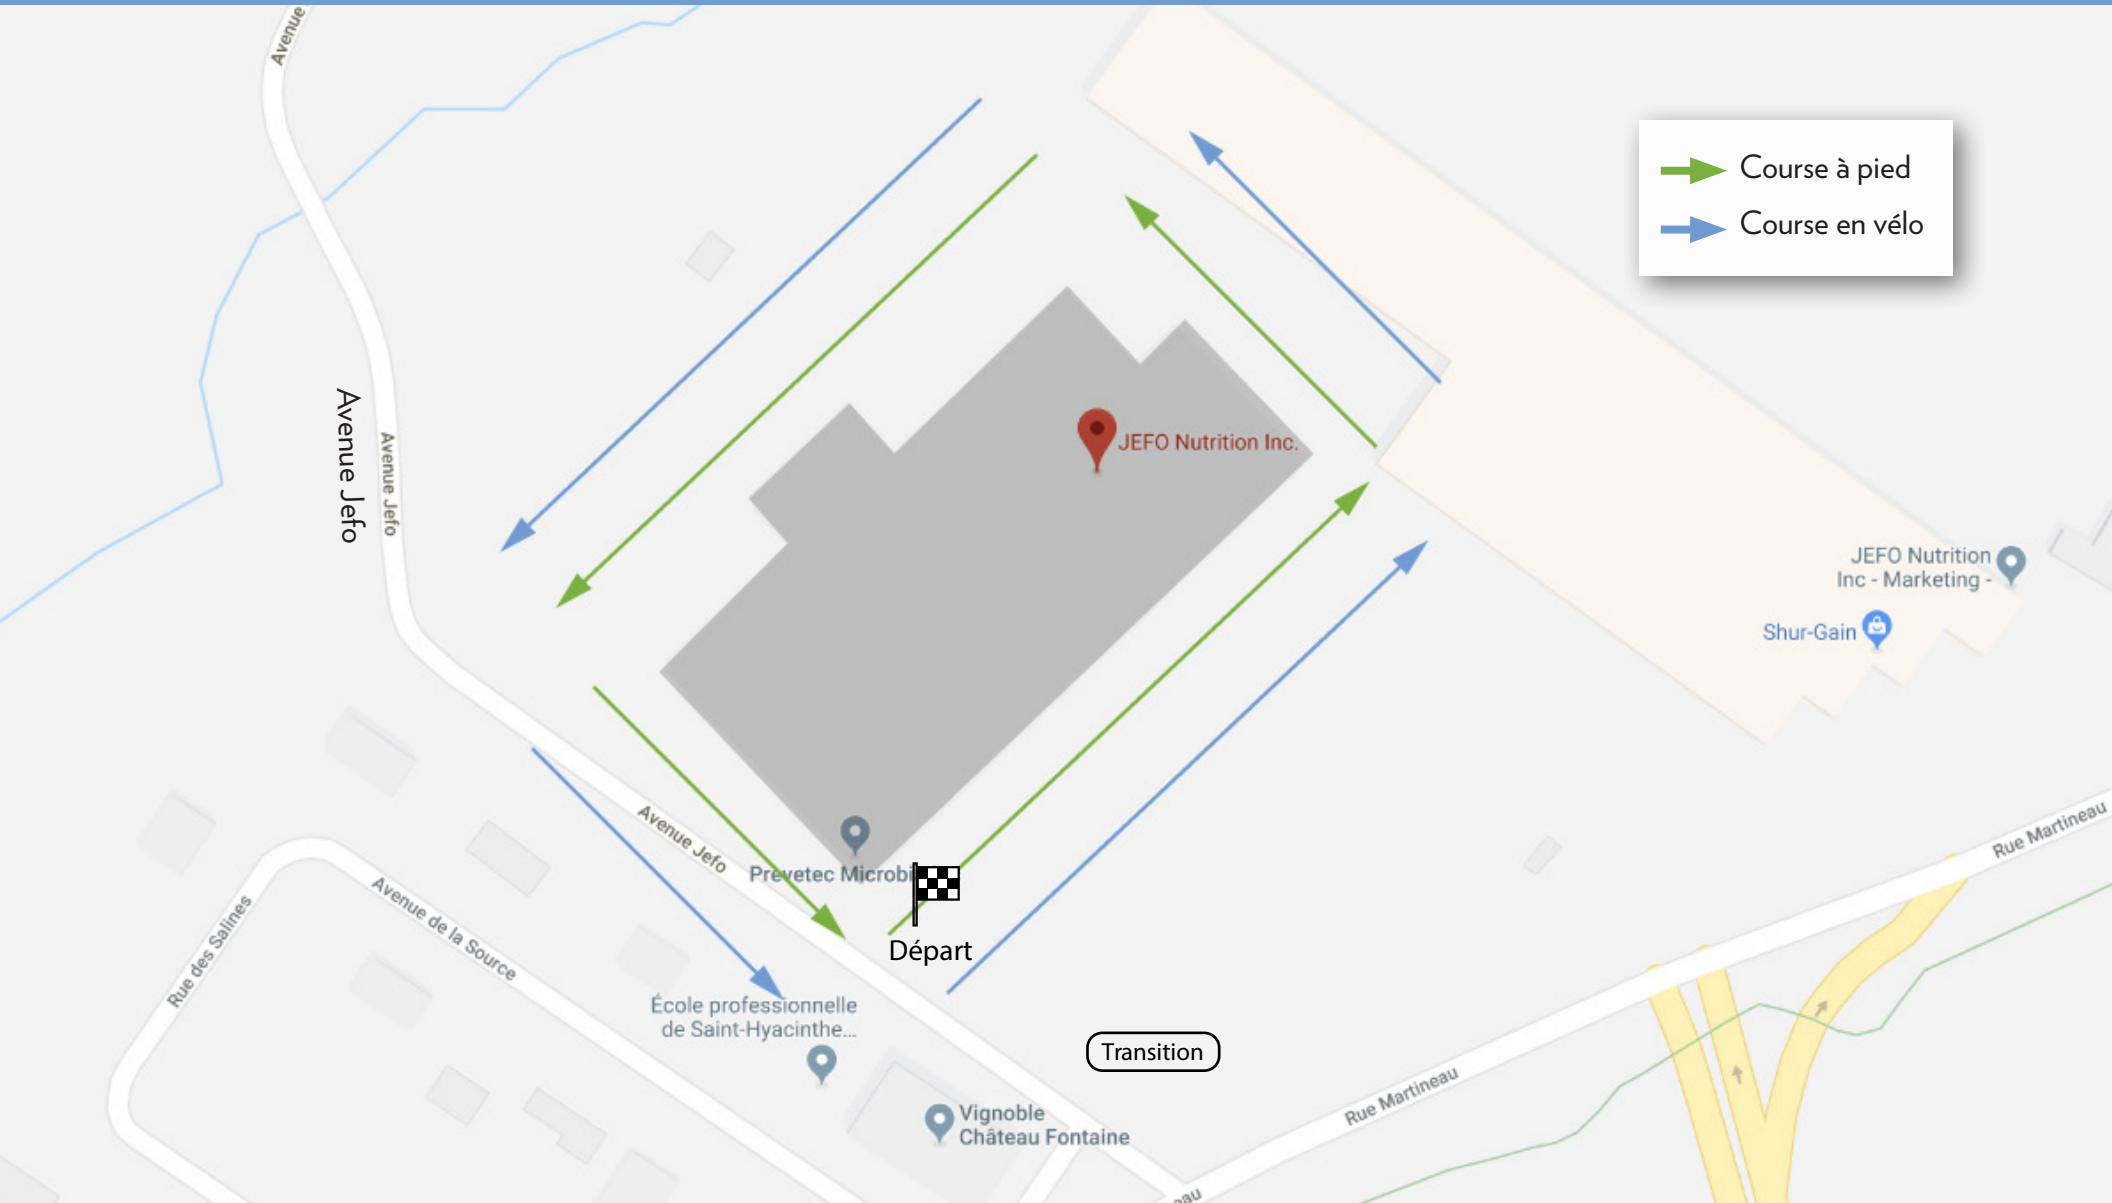 Avenue
Course à pied
Course en vélo
Avenue Jefo
Avenue Jefo
JEFO Nutrition Inc.
JEFO Nutrition
Inc - Marketing -
Shur-Gain
Avenue Jefo
Prevetec Microbi
Départ
Rue Martineau
Avenue de la Source
Rue des Salines
École professionnelle
de Saint-Hyacinthe...
Transition
Rue Martineau
Vignoble
Château Fontaine